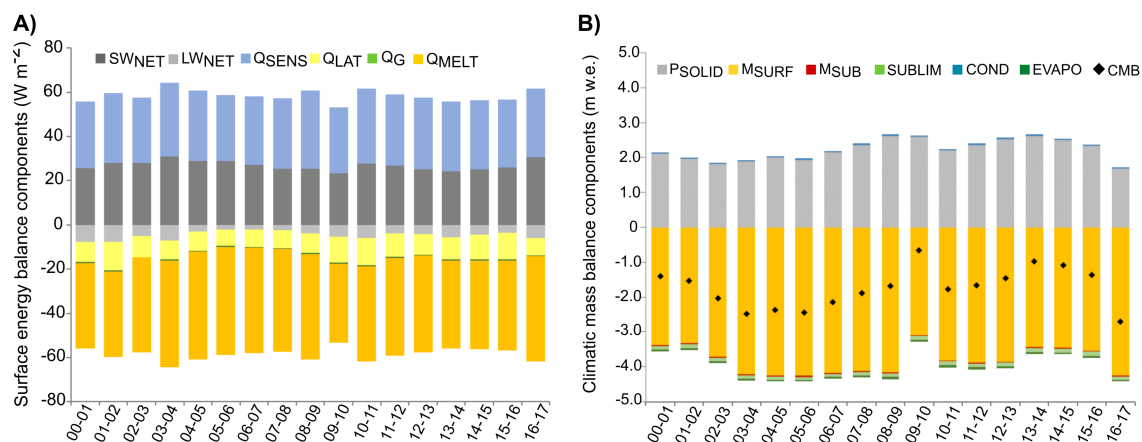 A)
Surface energy balance components (W m⁻²)
80
60
40
20
0
-20
-40
-60
-80
SWNET LWNET QSENS QLAT QG QMELT
00-01 01-02 02-03 03-04 04-05 05-06 06-07 07-08 08-09 09-10 10-11 11-12 12-13 13-14 14-15 15-16 16-17
B)
Climatic mass balance components (m w.e.)
5.0
4.0
3.0
2.0
1.0
0
-1.0
-2.0
-3.0
-4.0
-5.0
PSOLID MSURF MSUB SUBLIM COND EVAPO CMB
00-01 01-02 02-03 03-04 04-05 05-06 06-07 07-08 08-09 09-10 10-11 11-12 12-13 13-14 14-15 15-16 16-17